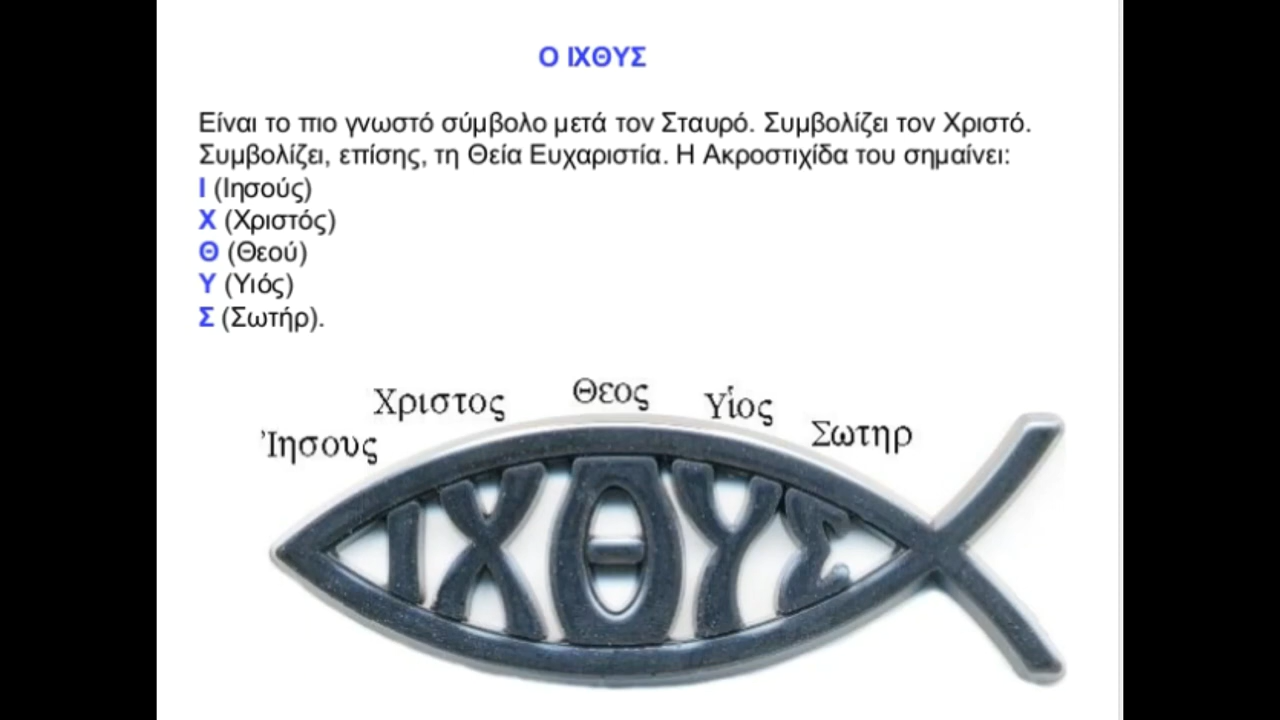 Ο ΙΧΘΥΣ
Είναι το πιο γνωστό σύμβολο μετά τον Σταυρό. Συμβολίζει τον Χριστό.
Συμβολίζει, επίσης, τη Θεία Ευχαριστία. Η Ακροστιχίδα του σημαίνει:
Ι (Ιησούς)
Χ (Χριστός)
Θ (Θεού)
Υ (Υιός)
Σ (Σωτήρ).
Ἰησους Χριστος Θεος Υἱος Σωτηρ
ΙΧΘΥΣ